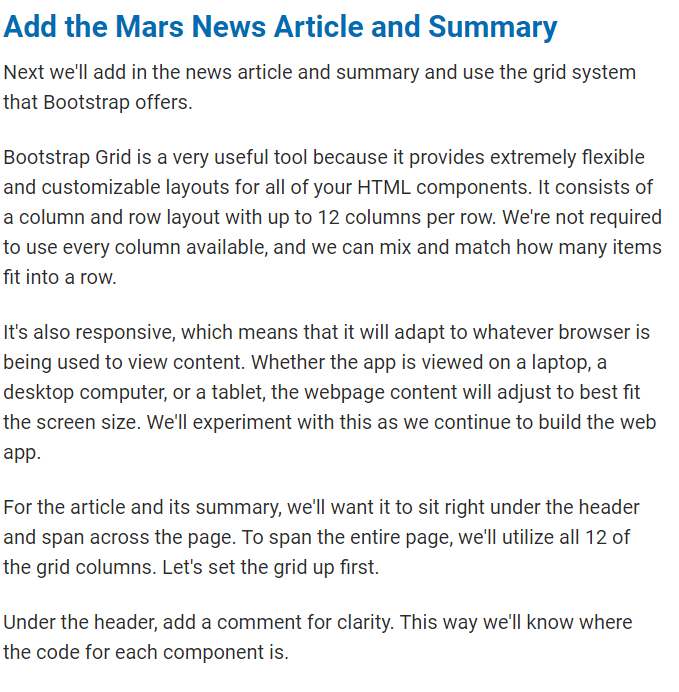 Add the Mars News Article and Summary
Next we'll add in the news article and summary and use the grid system
that Bootstrap offers.
Bootstrap Grid is a very useful tool because it provides extremely flexible
and customizable layouts for all of your HTML components. It consists of
a column and row layout with up to 12 columns per row. We're not required
to use every column available, and we can mix and match how many items
fit into a row.
It's also responsive, which means that it will adapt to whatever browser is
being used to view content. Whether the app is viewed on a laptop, a
desktop computer, or a tablet, the webpage content will adjust to best fit
the screen size. We'll experiment with this as we continue to build the web
app.
For the article and its summary, we'll want it to sit right under the header
and span across the page. To span the entire page, we'll utilize all 12 of
the grid columns. Let's set the grid up first.
Under the header, add a comment for clarity. This way we'll know where
the code for each component is.